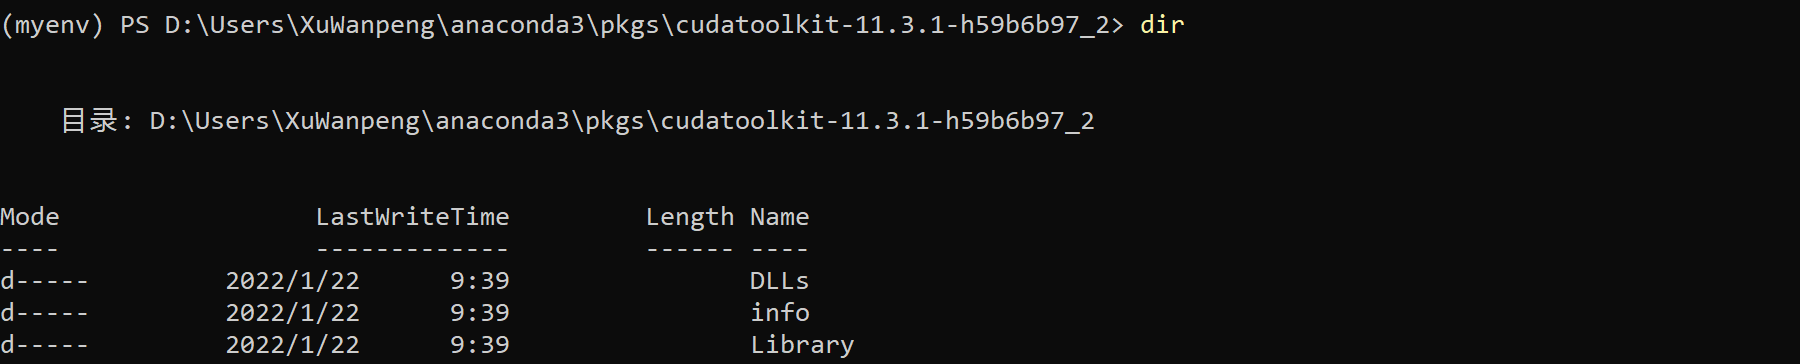 (myenv) PS D:\Users\XuWanpeng\anaconda3\pkgs\cudatoolkit-11.3.1-h59b6b97_2> dir
目录: D:\Users\XuWanpeng\anaconda3\pkgs\cudatoolkit-11.3.1-h59b6b97_2
Mode                 LastWriteTime         Length Name
----                 -------------         ------ ----
d-----         2022/1/22      9:39                DLLs
d-----         2022/1/22      9:39                info
d-----         2022/1/22      9:39                Library